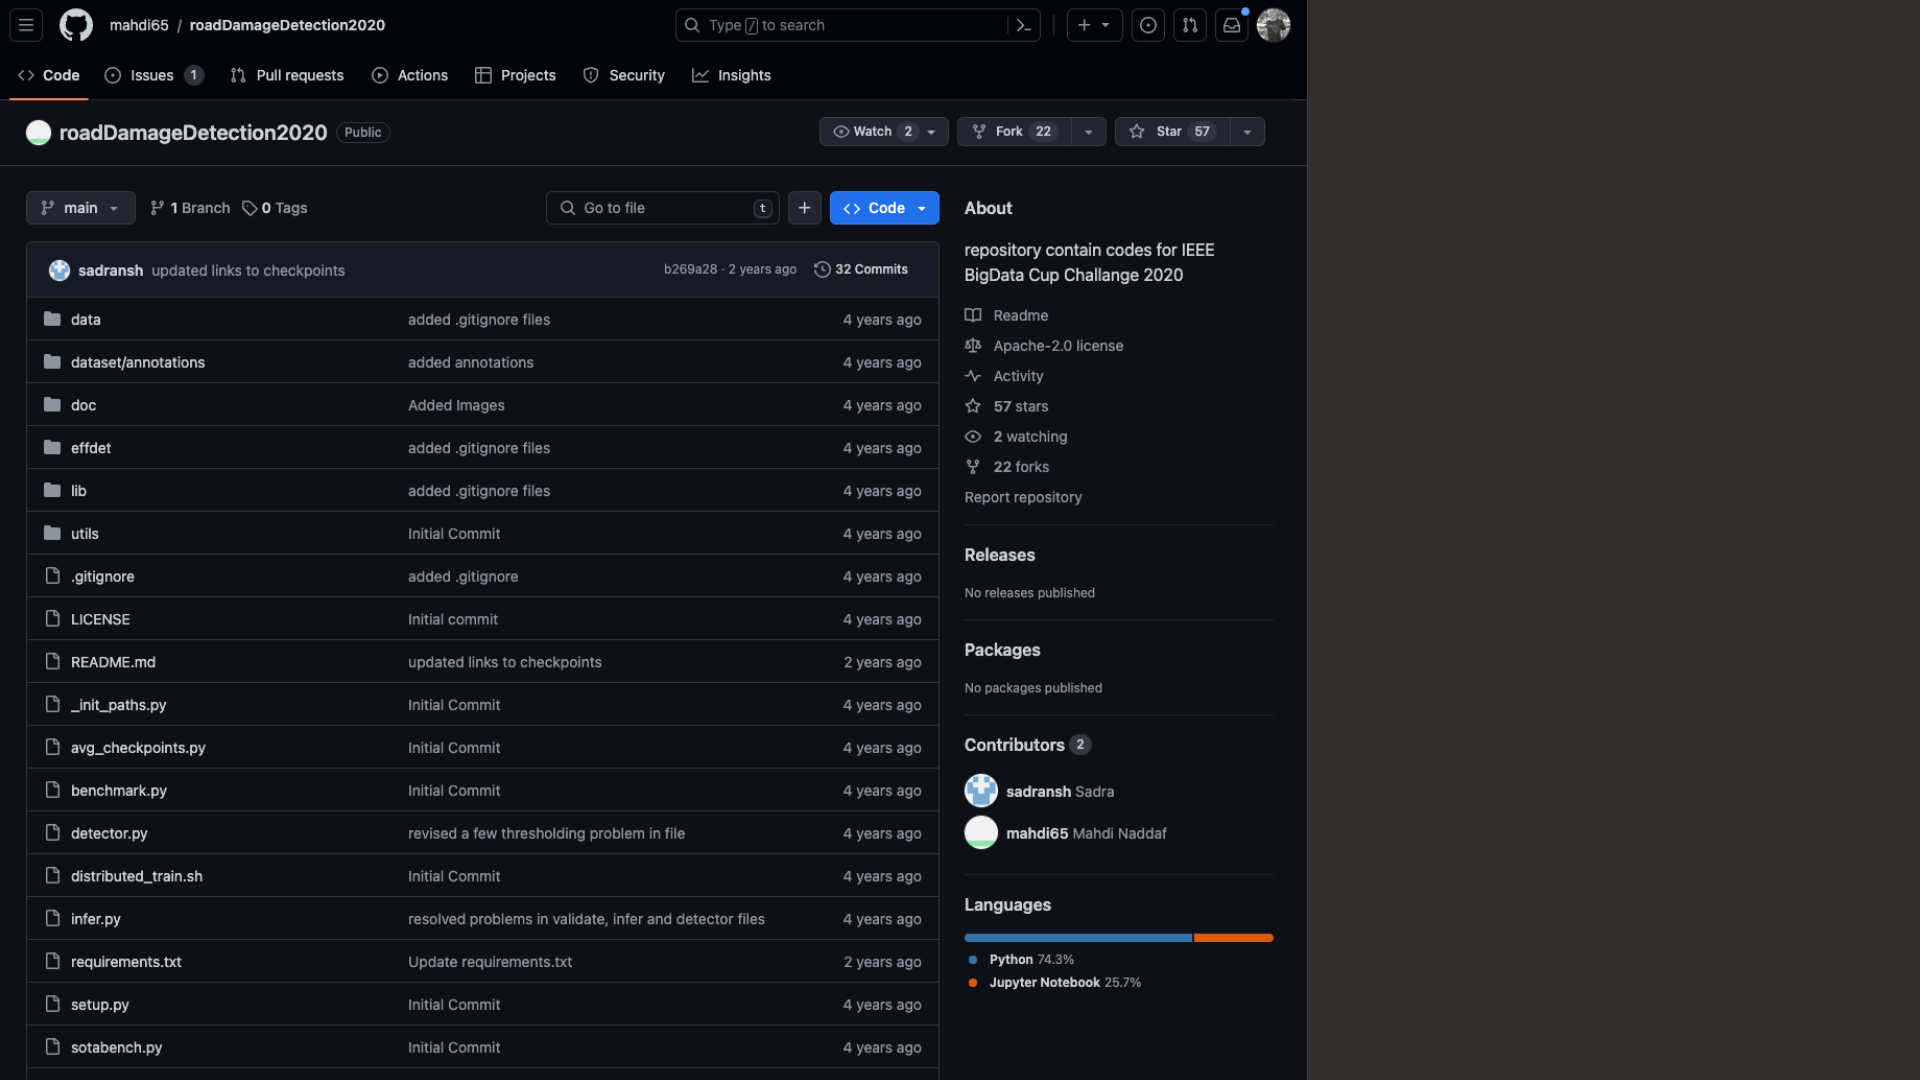 mahdi65 / roadDamageDetection2020
Type / to search
Code
Issues 1
Pull requests
Actions
Projects
Security
Insights
roadDamageDetection2020 Public
Watch 2
Fork 22
Star 57
main
1 Branch
0 Tags
Go to file t
Code
sadransh updated links to checkpoints b269a28 · 2 years ago 32 Commits
data added .gitignore files 4 years ago
dataset/annotations added annotations 4 years ago
doc Added Images 4 years ago
effdet added .gitignore files 4 years ago
lib added .gitignore files 4 years ago
utils Initial Commit 4 years ago
.gitignore added .gitignore 4 years ago
LICENSE Initial commit 4 years ago
README.md updated links to checkpoints 2 years ago
_init_paths.py Initial Commit 4 years ago
avg_checkpoints.py Initial Commit 4 years ago
benchmark.py Initial Commit 4 years ago
detector.py revised a few thresholding problem in file 4 years ago
distributed_train.sh Initial Commit 4 years ago
infer.py resolved problems in validate, infer and detector files 4 years ago
requirements.txt Update requirements.txt 2 years ago
setup.py Initial Commit 4 years ago
sotabench.py Initial Commit 4 years ago
About
repository contain codes for IEEE
BigData Cup Challange 2020
Readme
Apache-2.0 license
Activity
57 stars
2 watching
22 forks
Report repository
Releases
No releases published
Packages
No packages published
Contributors 2
sadransh Sadra
mahdi65 Mahdi Naddaf
Languages
Python 74.3%
Jupyter Notebook 25.7%